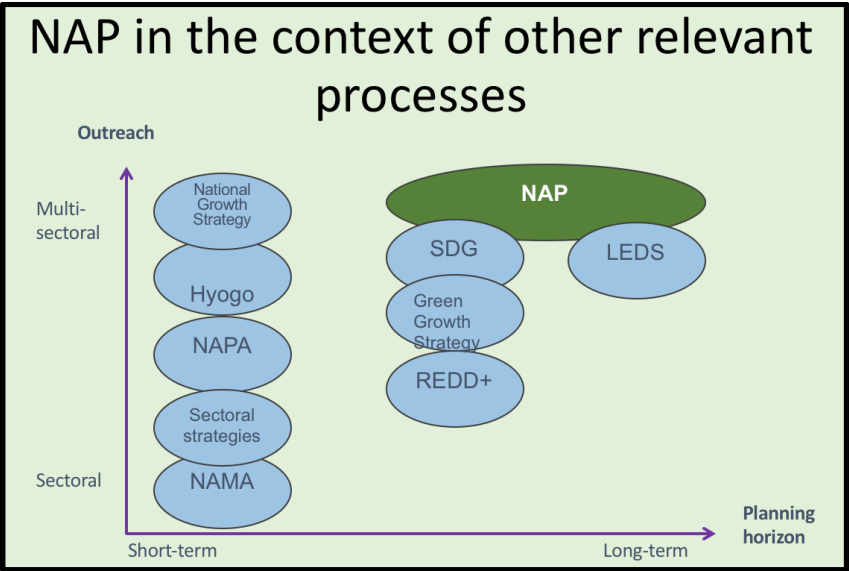 NAP in the context of other relevant
processes
Outreach
Multi-
sectoral
National
Growth
Strategy
NAP
SDG
LEDS
Hyogo
Green
Growth
Strategy
NAPA
REDD+
Sectoral
strategies
Sectoral
NAMA
Planning
horizon
Short-term
Long-term